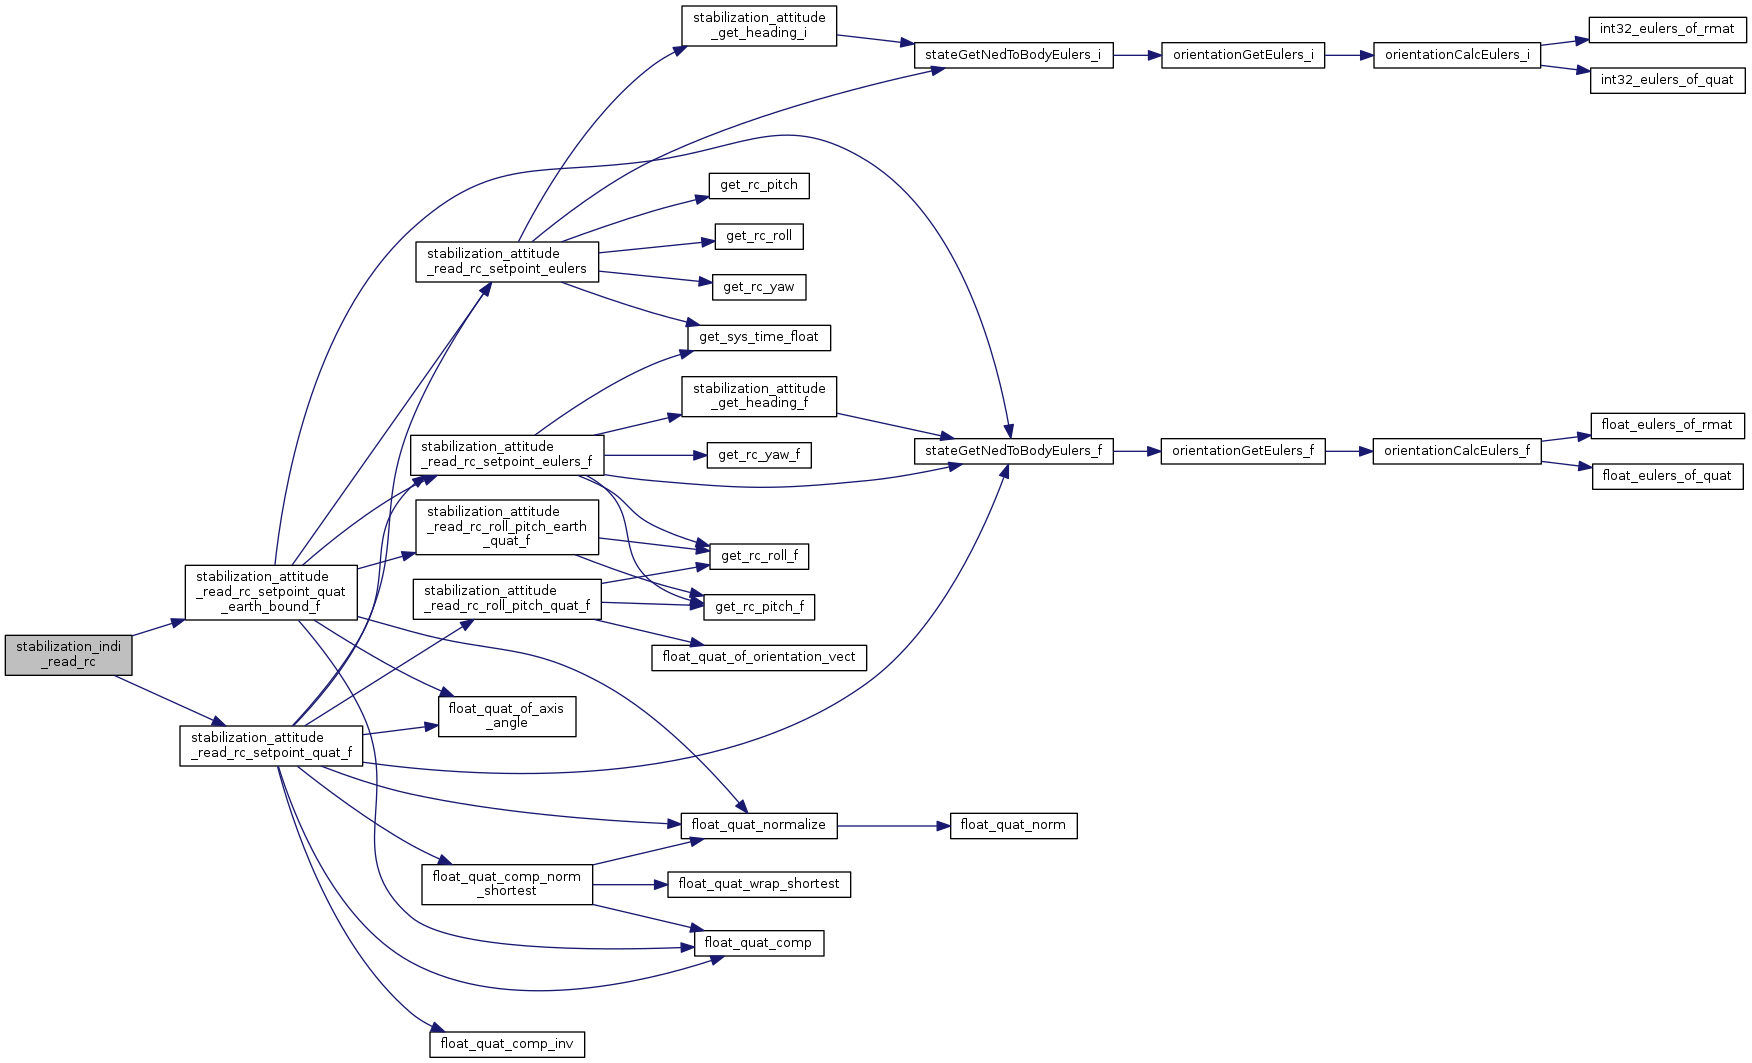 stabilization_indi
_read_rc
stabilization_attitude
_read_rc_setpoint_quat
_earth_bound_f
stabilization_attitude
_read_rc_setpoint_quat_f
stabilization_attitude
_read_rc_setpoint_eulers
stabilization_attitude
_read_rc_setpoint_eulers_f
stabilization_attitude
_read_rc_roll_pitch_earth
_quat_f
stabilization_attitude
_read_rc_roll_pitch_quat_f
float_quat_of_axis
_angle
float_quat_comp_norm
_shortest
float_quat_comp_inv
stabilization_attitude
_get_heading_i
get_rc_pitch
get_rc_roll
get_rc_yaw
get_sys_time_float
stabilization_attitude
_get_heading_f
get_rc_yaw_f
get_rc_roll_f
get_rc_pitch_f
float_quat_of_orientation_vect
float_quat_normalize
float_quat_wrap_shortest
float_quat_comp
stateGetNedToBodyEulers_i
stateGetNedToBodyEulers_f
float_quat_norm
orientationGetEulers_i
orientationGetEulers_f
orientationCalcEulers_i
orientationCalcEulers_f
int32_eulers_of_rmat
int32_eulers_of_quat
float_eulers_of_rmat
float_eulers_of_quat